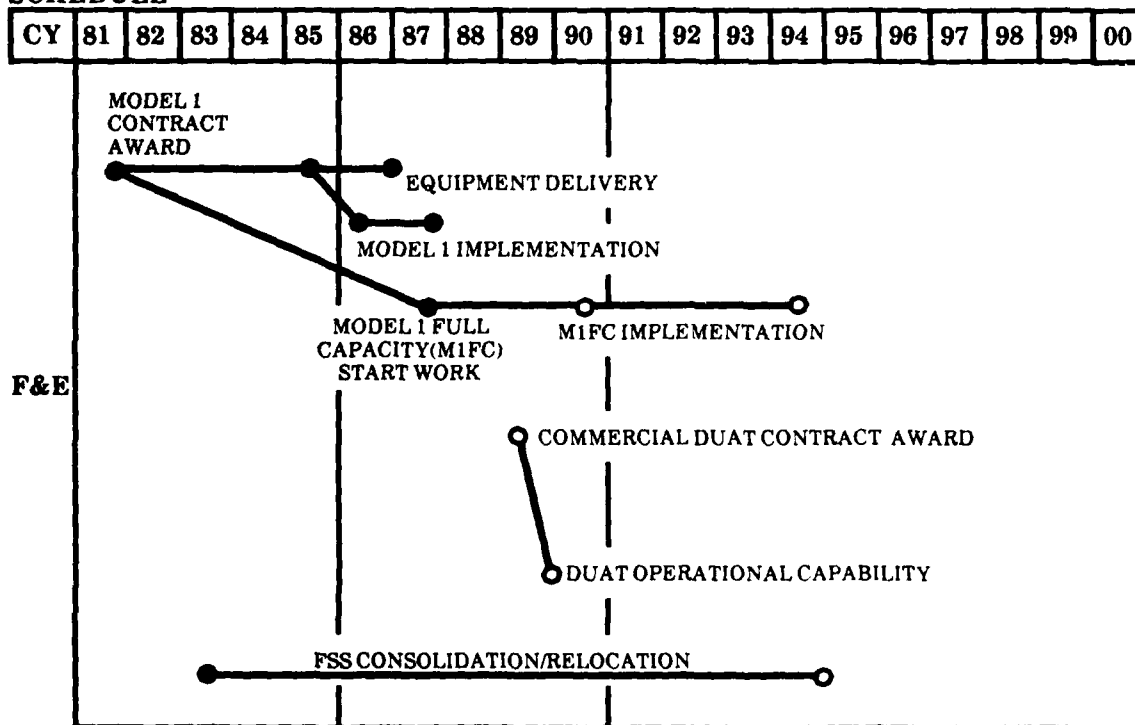 SCHEDULE
CY 81 82 83 84 85 86 87 88 89 90 91 92 93 94 95 96 97 98 99 00
MODEL 1
CONTRACT
AWARD
EQUIPMENT DELIVERY
MODEL 1 IMPLEMENTATION
MODEL 1 FULL
CAPACITY(M1FC)
START WORK
M1FC IMPLEMENTATION
F&E
COMMERCIAL DUAT CONTRACT AWARD
DUAT OPERATIONAL CAPABILITY
FSS CONSOLIDATION/RELOCATION